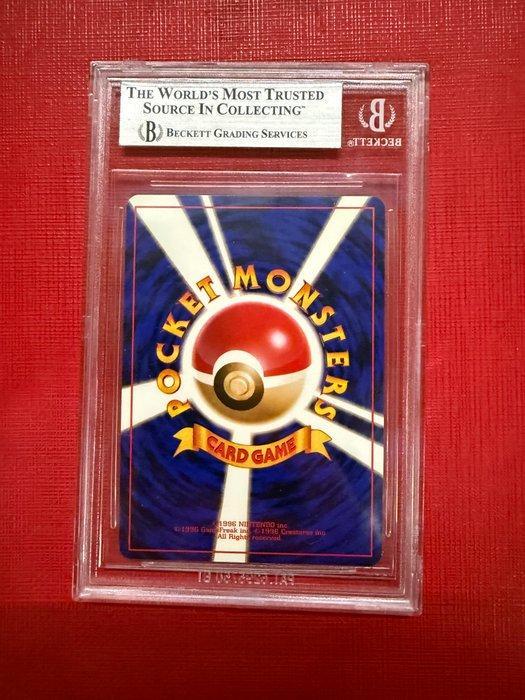 THE WORLD'S MOST TRUSTED
SOURCE IN COLLECTING™
B BECKETT GRADING SERVICES
B
BECKETT®
POCKET MONSTERS
CARD GAME
©1996 NINTENDO inc.
©1996 GameFreak inc. ©1996 Creatures inc.
All Rights reserved.